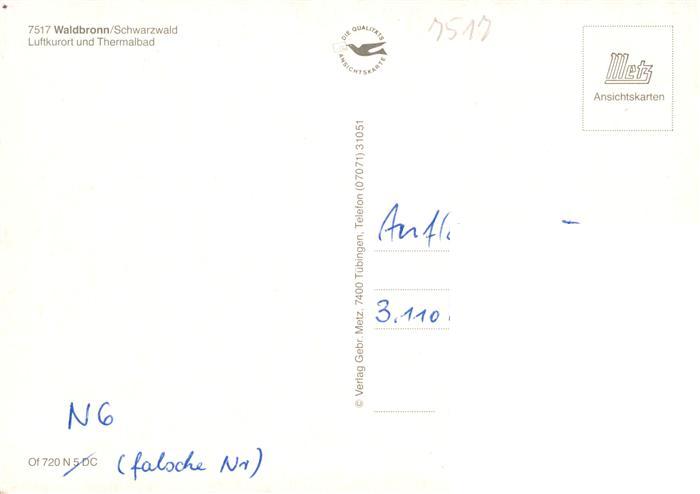 7517 Waldbronn/Schwarzwald
Luftkurort und Thermalbad
DIE QUALITÄTS
ANSICHTSKARTE
7517
Metz
Ansichtskarten
© Verlag Gebr. Metz, 7400 Tübingen, Telefon (07071) 31051
3.110.
N6
Of 720 N 5 DC (falsche Nr)